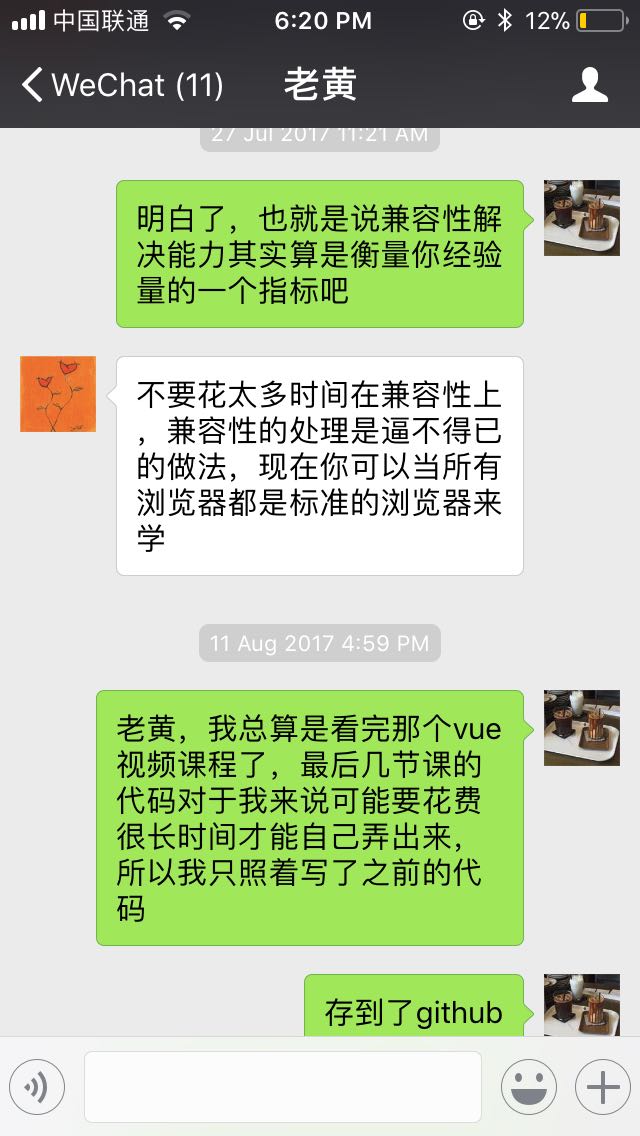 中国联通
6:20 PM
12%
WeChat (11)
老黄
27 Jul 2017 11:21 AM
明白了，也就是说兼容性解
决能力其实算是衡量你经验
量的一个指标吧
不要花太多时间在兼容性上
，兼容性的处理是逼不得已
的做法，现在你可以当所有
浏览器都是标准的浏览器来
学
11 Aug 2017 4:59 PM
老黄，我总算是看完那个vue
视频课程了，最后几节课的
代码对于我来说可能要花费
很长时间才能自己弄出来，
所以我只照着写了之前的代
码
存到了github